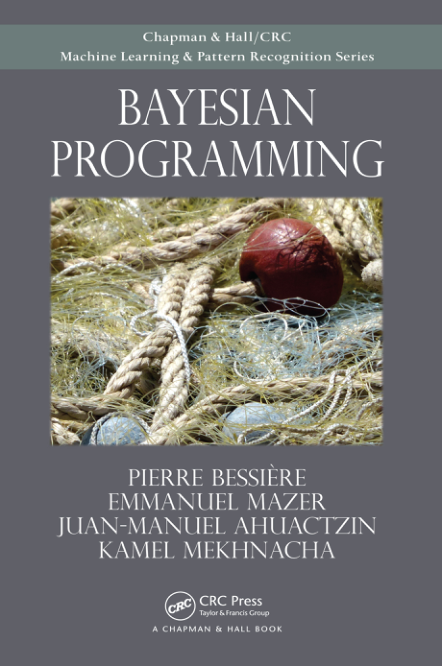 Chapman & Hall/CRC
Machine Learning & Pattern Recognition Series
BAYESIAN
PROGRAMMING
PIERRE BESSIÈRE
EMMANUEL MAZER
JUAN-MANUEL AHUACTZIN
KAMEL MEKHNACHA
CRC
CRC Press
Taylor & Francis Group
A CHAPMAN & HALL BOOK